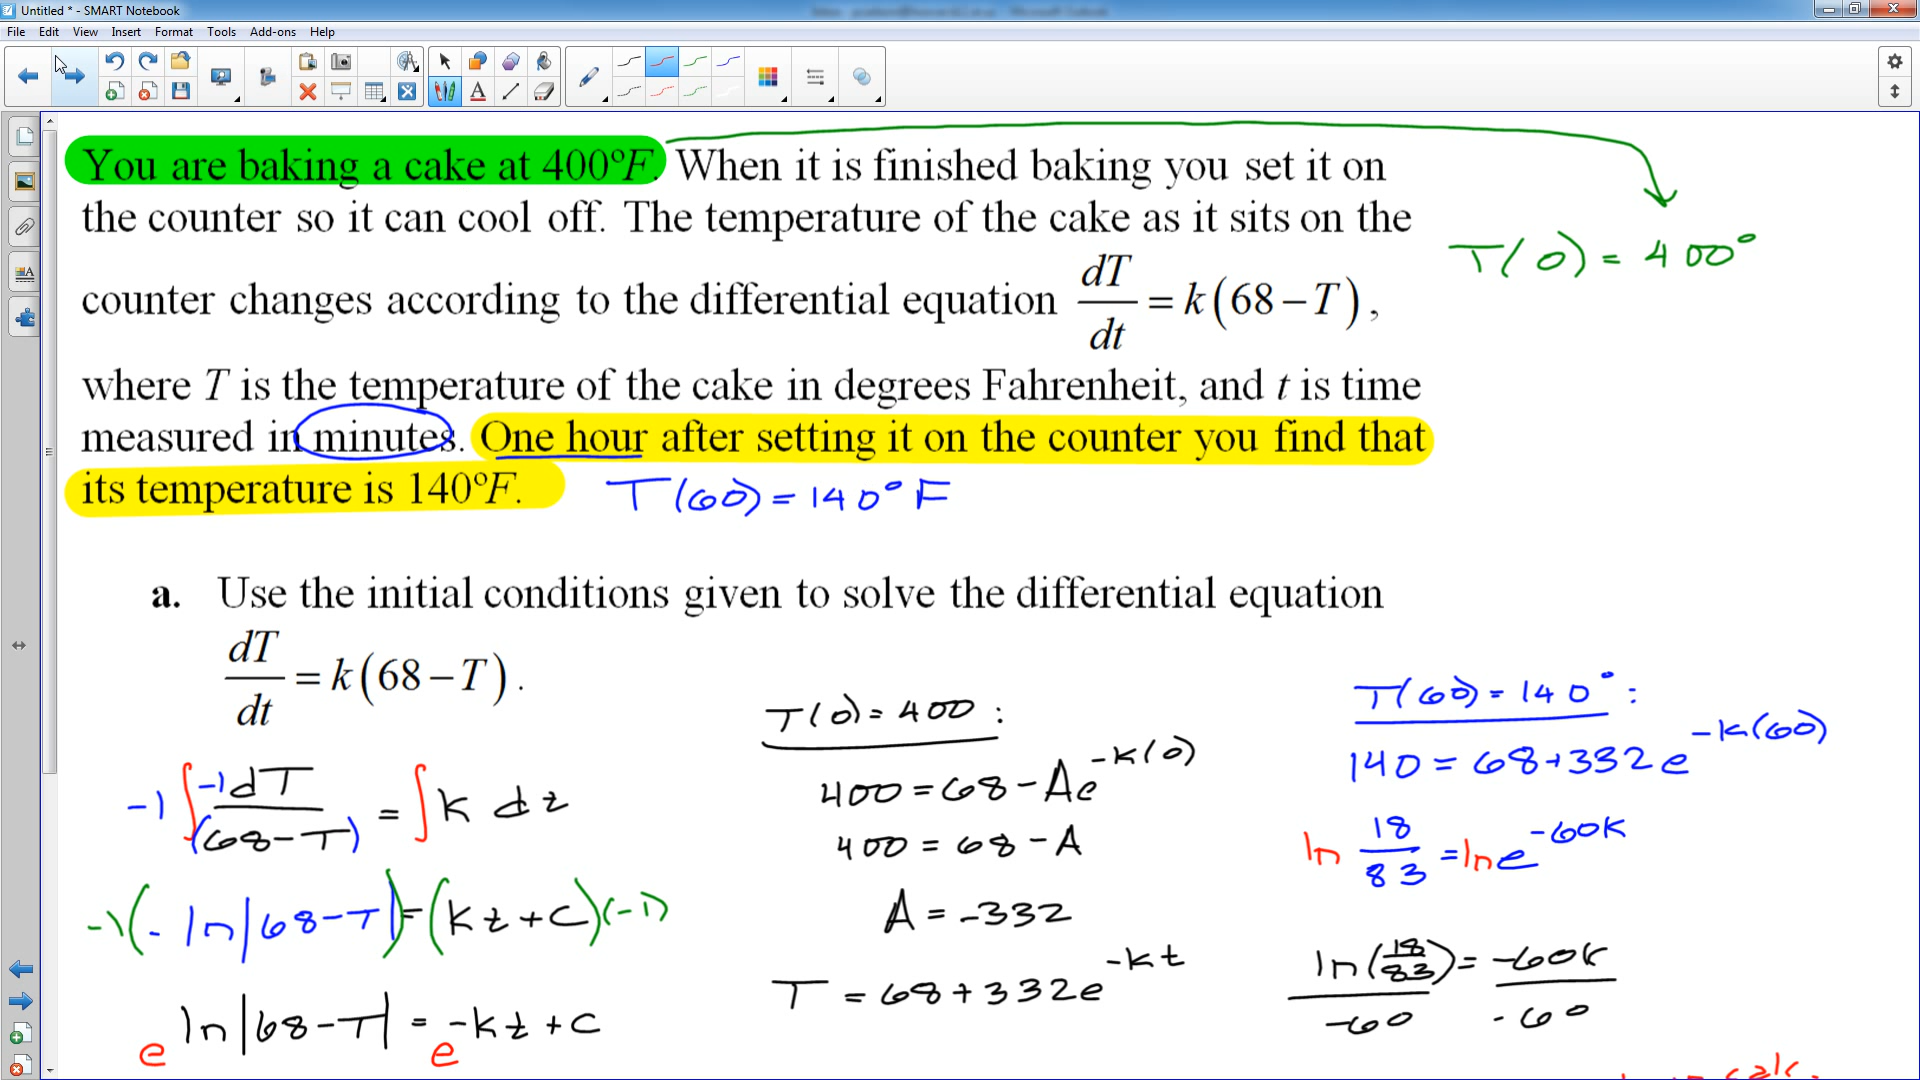 Untitled * - SMART Notebook
File Edit View Insert Format Tools Add-ons Help
You are baking a cake at 400°F. When it is finished baking you set it on
the counter so it can cool off. The temperature of the cake as it sits on the
counter changes according to the differential equation dT/dt = k(68 − T),
where T is the temperature of the cake in degrees Fahrenheit, and t is time
measured in minutes. One hour after setting it on the counter you find that
its temperature is 140°F.
T(0) = 400°
T(60) = 140° F
a. Use the initial conditions given to solve the differential equation
dT/dt = k(68 − T).
-1 ∫ -1 dT/(68-T) = ∫ k dt
-1(- ln|68-T|) = (kt + C)(-1)
e ln|68-T| = e -kt + C
T(0) = 400 :
400 = 68 - Ae^-k(0)
400 = 68 - A
A = -332
T = 68 + 332e^-kt
T(60) = 140° :
140 = 68 + 332e^-k(60)
ln 18/83 = ln e^-60k
ln(18/83)/-60 = -60k/-60